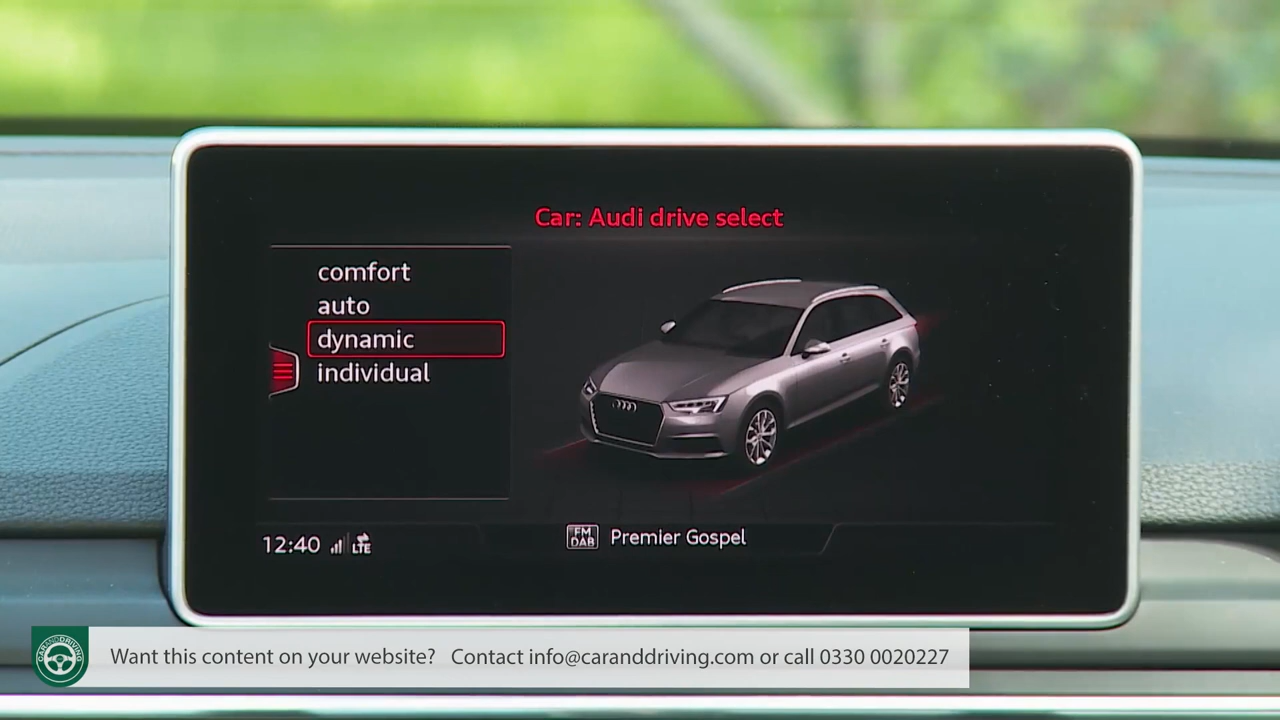 Car: Audi drive select
comfort
auto
dynamic
individual
12:40 LTE
FM DAB Premier Gospel
CARANDDRIVING
Want this content on your website? Contact info@caranddriving.com or call 0330 0020227